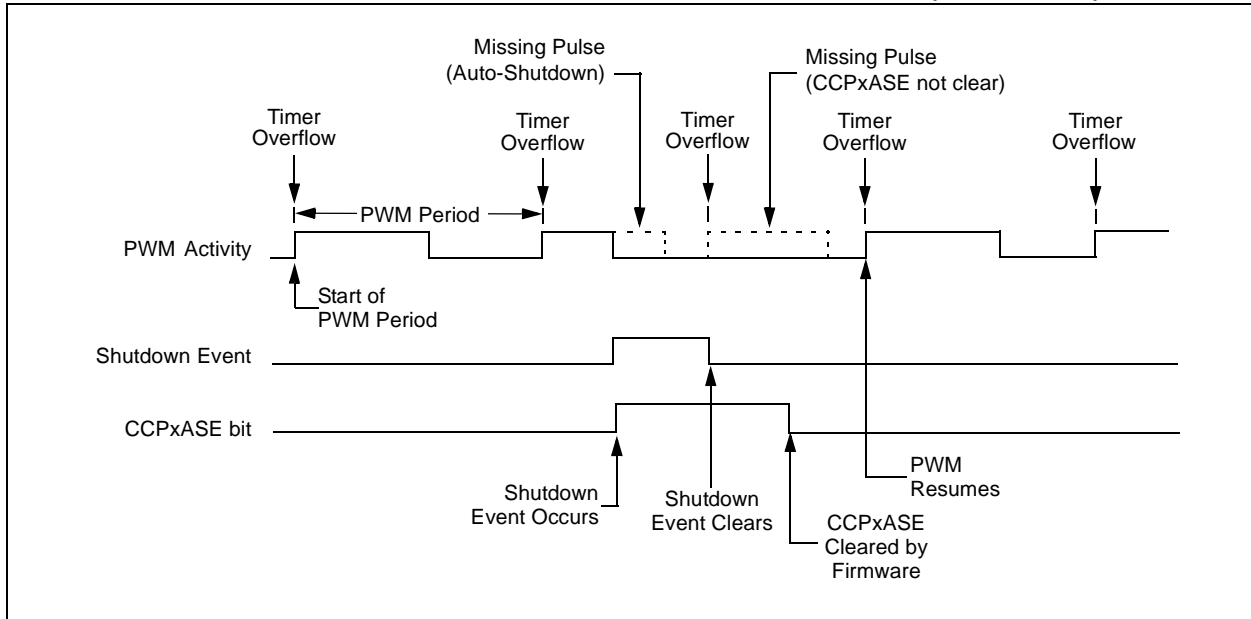 Missing Pulse
(Auto-Shutdown)
Missing Pulse
(CCPxASE not clear)
Timer
Overflow
Timer
Overflow
Timer
Overflow
Timer
Overflow
Timer
Overflow
PWM Period
PWM Activity
Start of
PWM Period
Shutdown Event
CCPxASE bit
Shutdown
Event Occurs
Shutdown
Event Clears
CCPxASE
Cleared by
Firmware
PWM
Resumes